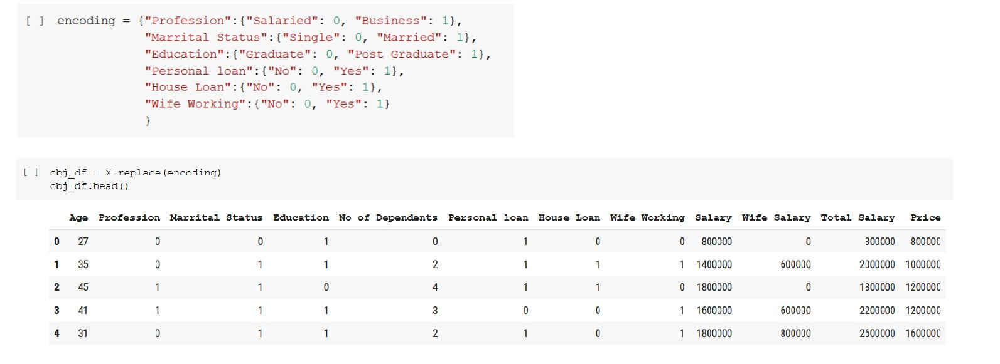 [ ] encoding = {"Profession":{"Salaried": 0, "Business": 1},
"Marrital Status":{"Single": 0, "Married": 1},
"Education":{"Graduate": 0, "Post Graduate": 1},
"Personal loan":{"No": 0, "Yes": 1},
"House Loan":{"No": 0, "Yes": 1},
"Wife Working":{"No": 0, "Yes": 1}
}
[ ] obj_df = X.replace(encoding)
obj_df.head()
Age Profession Marrital Status Education No of Dependents Personal loan House Loan Wife Working Salary Wife Salary Total Salary Price
0 27 0 0 1 0 1 0 0 800000 0 800000 800000
1 35 0 1 1 2 1 1 1 1400000 600000 2000000 1000000
2 45 1 1 0 4 1 1 0 1800000 0 1800000 1200000
3 41 1 1 1 3 0 0 1 1600000 600000 2200000 1200000
4 31 0 1 1 2 1 0 1 1800000 800000 2600000 1600000